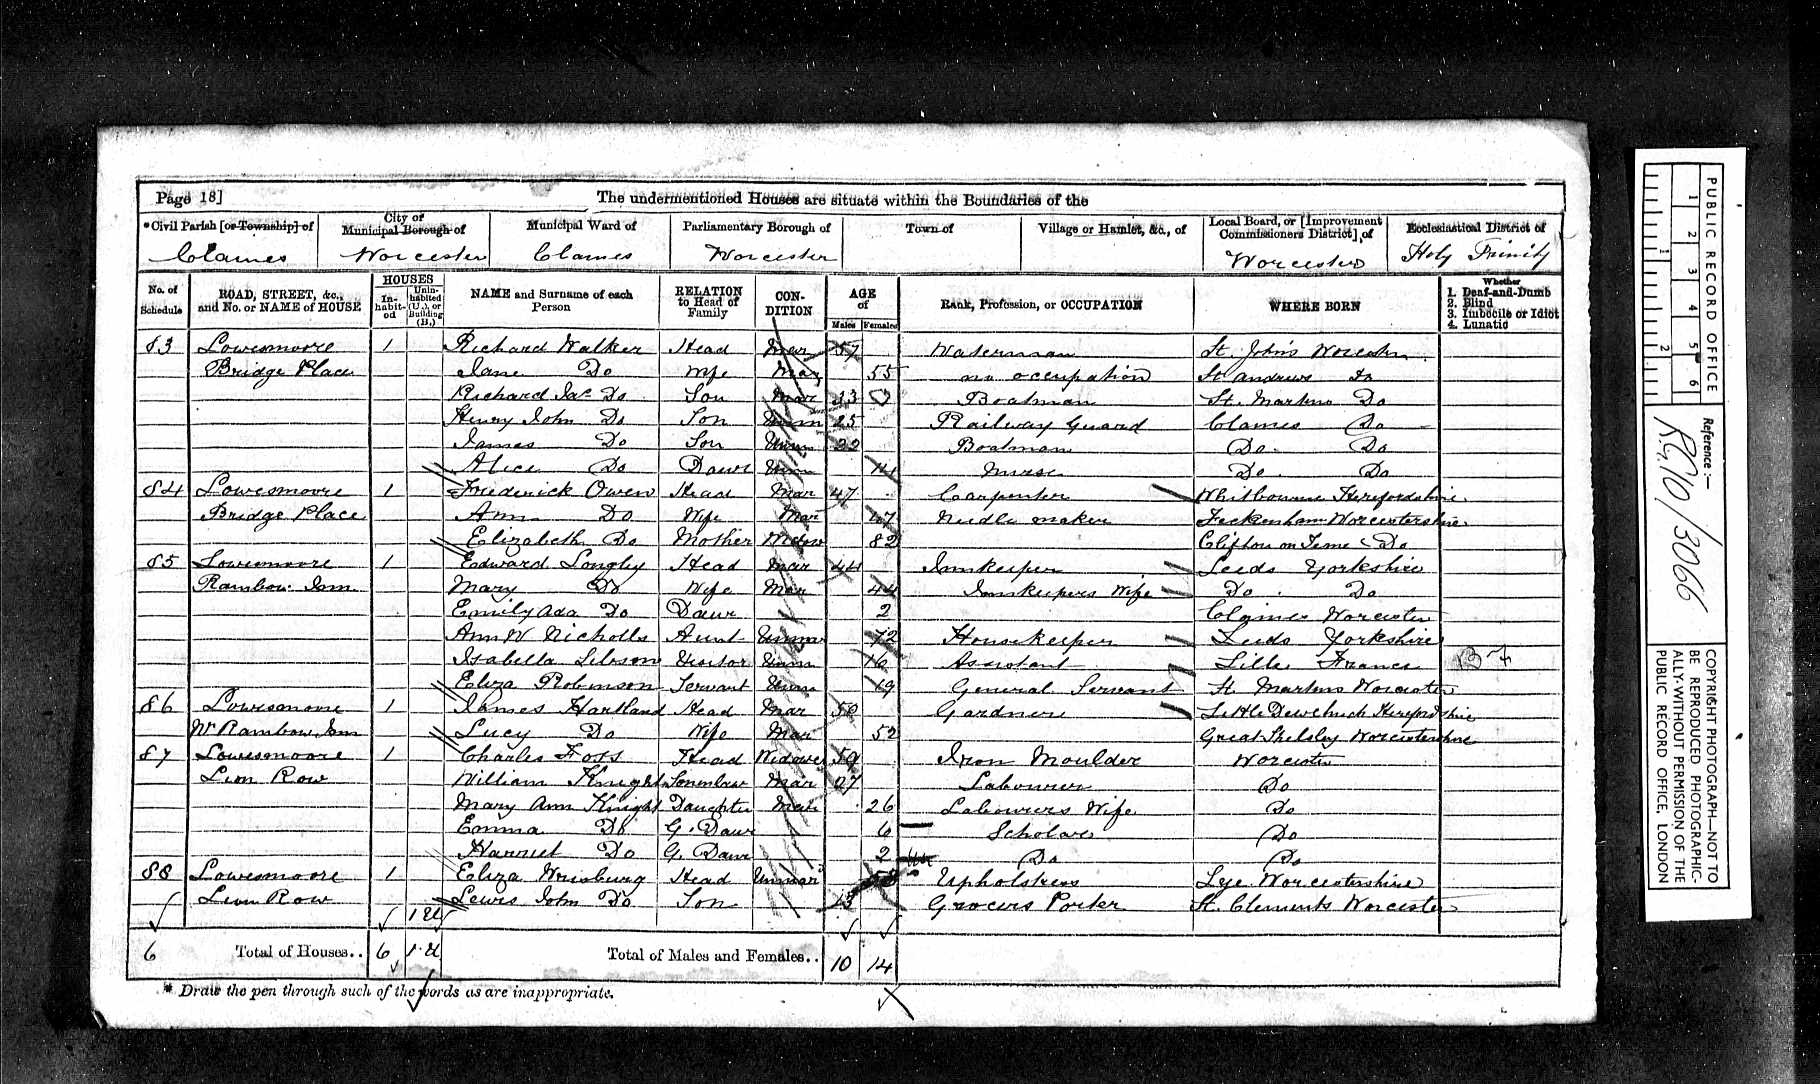 Page 18]
The undermentioned Houses are situate within the Boundaries of the
*Civil Parish [or Township] of
City of Municipal Borough of
Municipal Ward of
Parliamentary Borough of
Town of
Village or Hamlet, &c., of
Local Board, or [Improvement Commissioners District] of
Ecclesiastical District of
Claines Worcester Claines Worcester Worcester Holy Trinity
No. of Schedule
ROAD, STREET, &c., and No. or NAME of HOUSE
HOUSES
In-habit-ed
Unin-habited (U.), or Building (B.)
NAME and Surname of each Person
RELATION to Head of Family
CON-DITION
AGE of
Males Females
Rank, Profession, or OCCUPATION
WHERE BORN
Whether
1. Deaf-and-Dumb
2. Blind
3. Imbecile or Idiot
4. Lunatic
83 Lowesmoore 1 Richard Walker Head Mar 57 Waterman St. John's Worcester
Bridge Place Jane Do Wife Mar 55 no occupation St Andrews Do
Richard Jas Do Son Mar 33 Boatman St. Martins Do
Henry John Do Son Unm 25 Railway Guard Claines Do
James Do Son Unm 22 Boatman Do. Do
Alice Do Daur Unm 14 Nurse Do. Do
84 Lowesmoore 1 Frederick Owen Head Mar 47 Carpenter Whitbourne Herefordshire
Bridge Place Ann Do Wife Mar 47 Needle maker Feckenham Worcestershire
Elizabeth Do Mother Widow 82 Clifton on Teme Do
85 Lowesmoore 1 Edward Longley Head Mar 44 Innkeeper Leeds Yorkshire
Rainbow Inn Mary Do Wife Mar 44 Innkeepers Wife Do. Do
Emily Ada Do Daur 2 Claines Worcester
Ann W Nicholls Aunt Unmar 72 Housekeeper Leeds Yorkshire
Isabella Visitor Unm 16 Assistant Lille France
Eliza Robinson Servant Unm 19 General Servant St Martins Worcester
86 Lowesmoore 1 James Hartland Head Mar Gardner Little Dewchurch Herefordshire
Nr Rainbow Inn Lucy Do Wife Mar 52 Great Shelsley Worcestershire
87 Lowesmoore 1 Charles Foss Head Widower 59 Iron Moulder Worcester
Lion Row William Knight Soninlaw Mar 27 Labourer Do
Mary Ann Knight Daughter Mar 26 Labourers Wife Do
Emma Do G. Daur 6 Scholar Do
Harriet Do G. Daur 2 Do Do
88 Lowesmoore 1 Eliza Head Unmar Upholstress Lye Worcestershire
Lion Row Lewis John Do Son 13 Grocers Porter St. Clements Worcester
1 U
6 Total of Houses.. 6 1.U Total of Males and Females.. 10 14
* Draw the pen through such of the words as are inappropriate.
PUBLIC RECORD OFFICE
1 2 3 4 5 6
1 2
Reference :-
R.G.10/3066
COPYRIGHT PHOTOGRAPH—NOT TO
BE REPRODUCED PHOTOGRAPHIC-
ALLY WITHOUT PERMISSION OF THE
PUBLIC RECORD OFFICE, LONDON